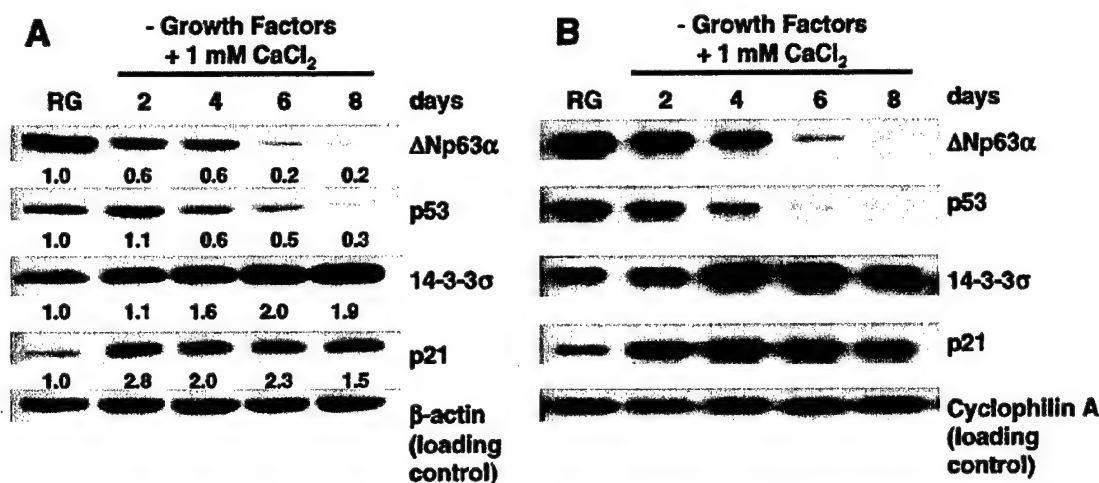 A
- Growth Factors
+ 1 mM CaCl₂
RG 2 4 6 8 days
ΔNp63α
1.0 0.6 0.6 0.2 0.2
p53
1.0 1.1 0.6 0.5 0.3
14-3-3σ
1.0 1.1 1.6 2.0 1.9
p21
1.0 2.8 2.0 2.3 1.5
β-actin
(loading
control)
B
- Growth Factors
+ 1 mM CaCl₂
RG 2 4 6 8 days
ΔNp63α
p53
14-3-3σ
p21
Cyclophilin A
(loading
control)